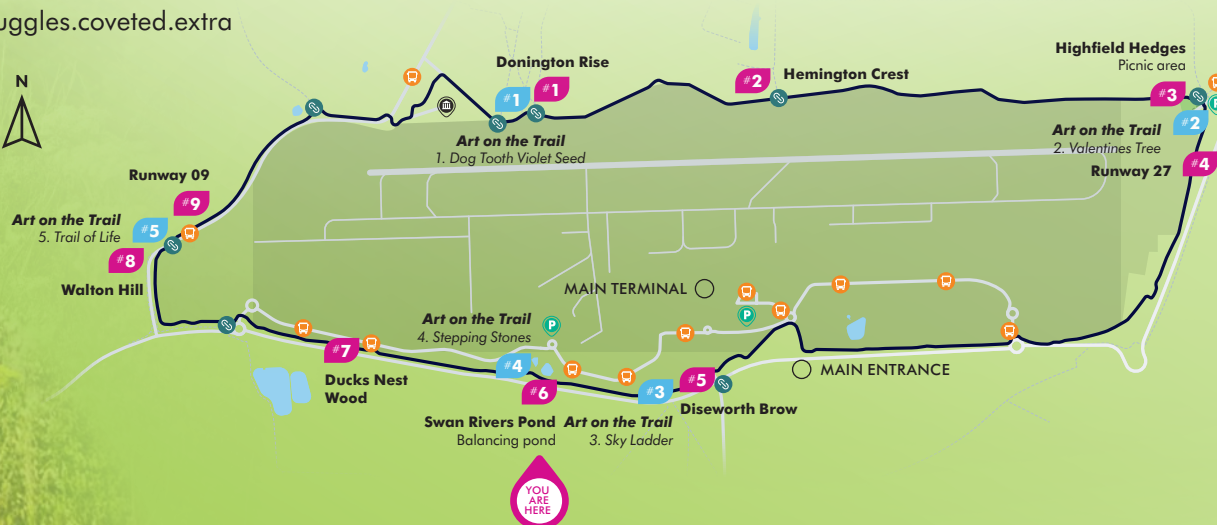 uggles.coveted.extra
N
Donington Rise
#1
#1
Art on the Trail
1. Dog Tooth Violet Seed
#2
Hemington Crest
Highfield Hedges
Picnic area
#3
#2
Art on the Trail
2. Valentines Tree
Runway 27
#4
Runway 09
#9
Art on the Trail
5. Trail of Life
#5
#8
Walton Hill
MAIN TERMINAL
P
P
P
Art on the Trail
4. Stepping Stones
#4
#7
Ducks Nest
Wood
#6
Swan Rivers Pond
Balancing pond
#3
Art on the Trail
3. Sky Ladder
#5
Diseworth Brow
MAIN ENTRANCE
YOU
ARE
HERE